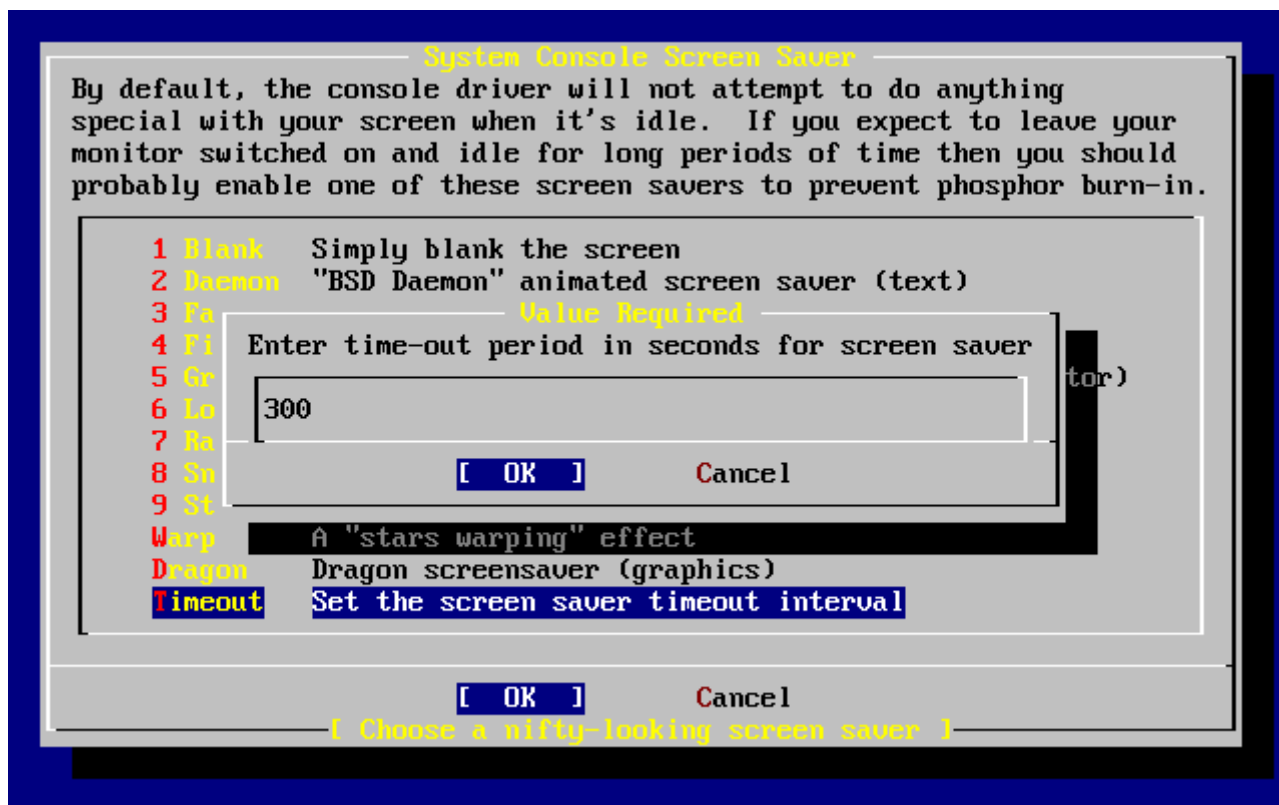 System Console Screen Saver
By default, the console driver will not attempt to do anything
special with your screen when it's idle.  If you expect to leave your
monitor switched on and idle for long periods of time then you should
probably enable one of these screen savers to prevent phosphor burn-in.
1 Blank   Simply blank the screen
2 Daemon  "BSD Daemon" animated screen saver (text)
3 Fa
Value Required
4 Fi
Enter time-out period in seconds for screen saver
5 Gr
tor)
6 Lo
300
7 Ra
8 Sn
[  OK  ]       Cancel
9 St
Warp      A "stars warping" effect
Dragon    Dragon screensaver (graphics)
Timeout   Set the screen saver timeout interval
[  OK  ]       Cancel
[ Choose a nifty-looking screen saver ]